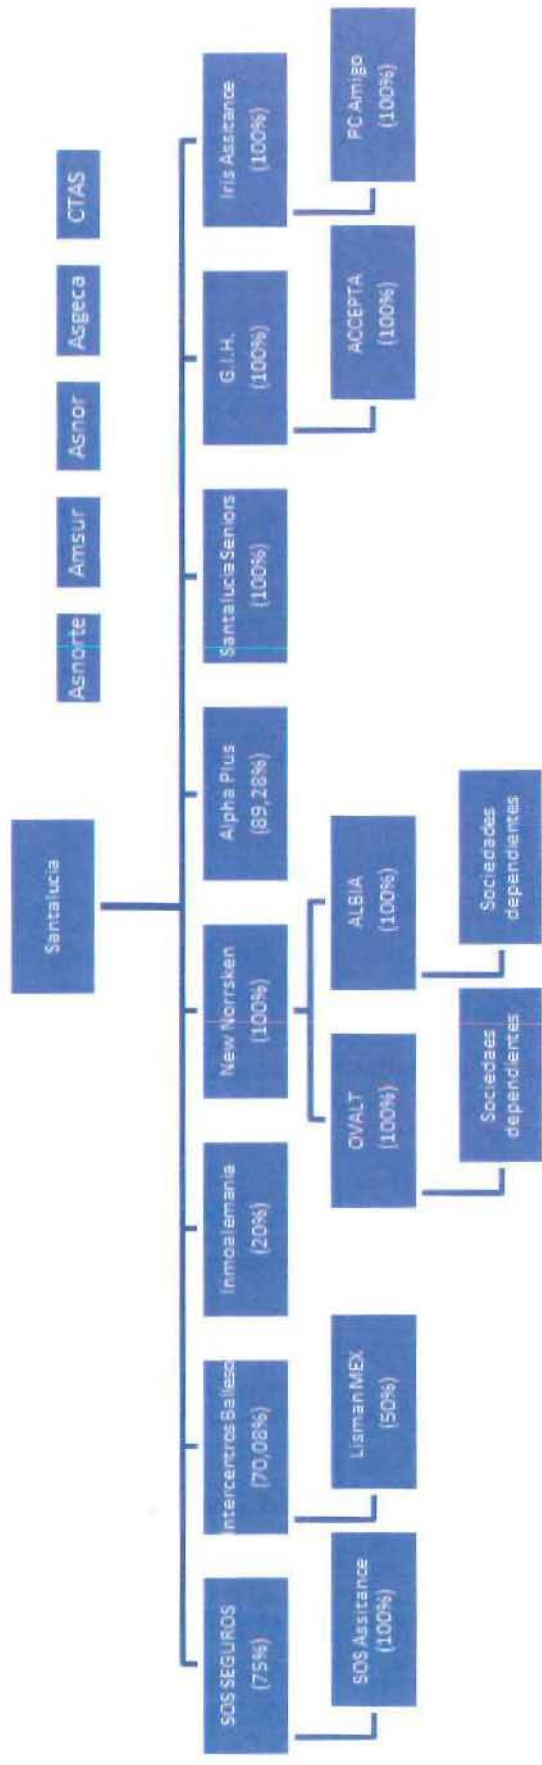 Santalucia
Asnorte
Amsur
Asnor
Asgeca
CTAS
SOS SEGUROS
(75%)
Intercentros Balleso
(70,08%)
Inmoalemania
(20%)
New Norrsken
(100%)
Alpha Plus
(89,28%)
Santalucia Seniors
(100%)
G.I.H.
(100%)
Iris Assitance
(100%)
SOS Assitance
(100%)
Lisman MEX
(50%)
OVALT
(100%)
ALBIA
(100%)
ACCEPTA
(100%)
PC Amigo
(100%)
Sociedaes
dependientes
Sociedades
dependientes